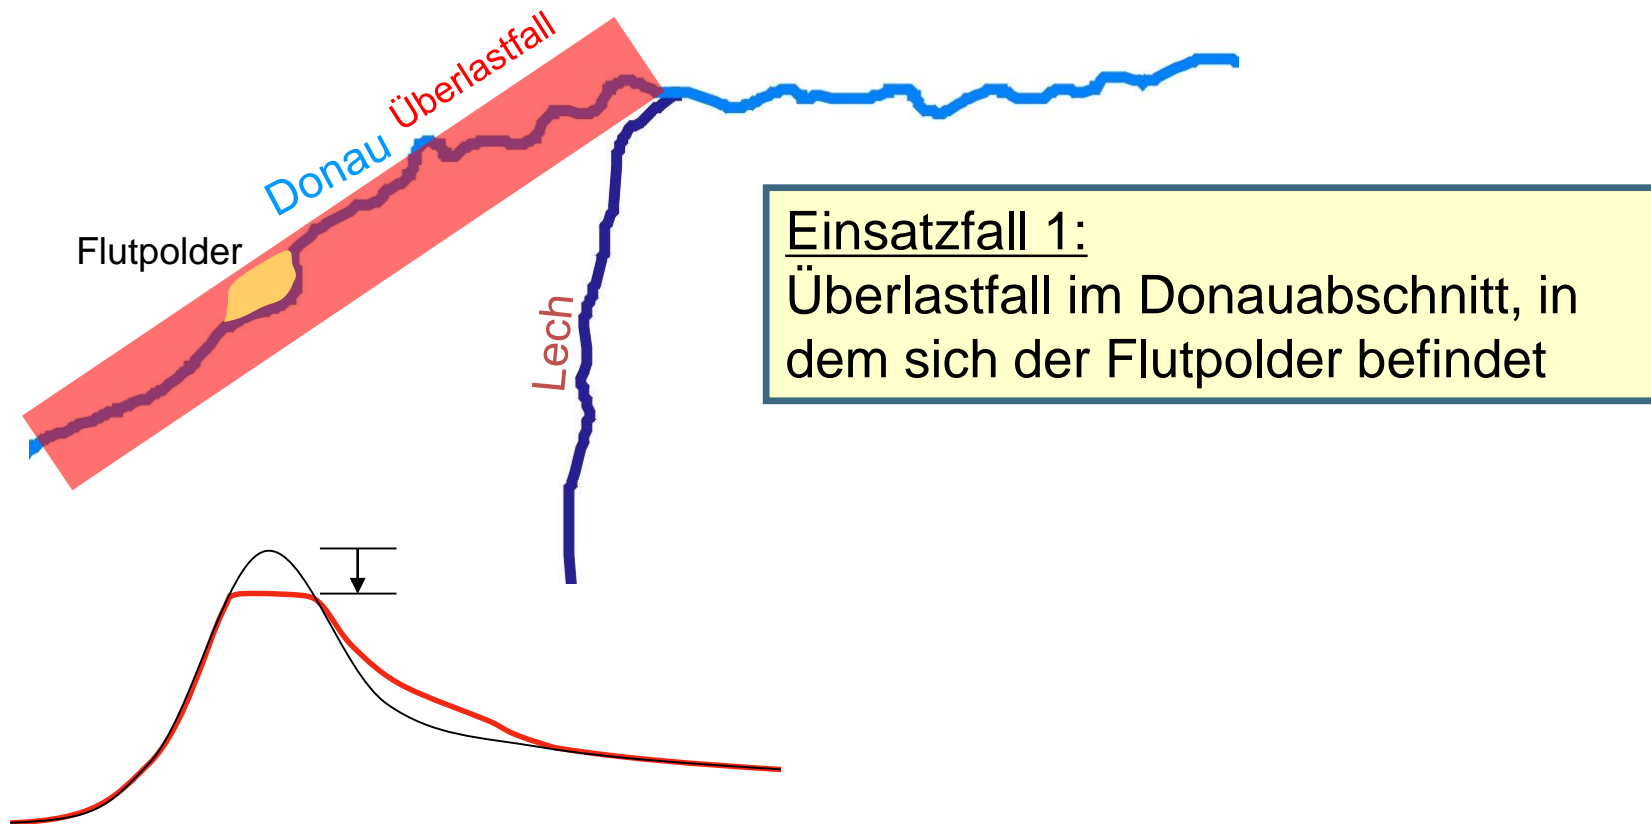 Überlastfall
Donau
Flutpolder
Lech
Einsatzfall 1:
Überlastfall im Donauabschnitt, in
dem sich der Flutpolder befindet